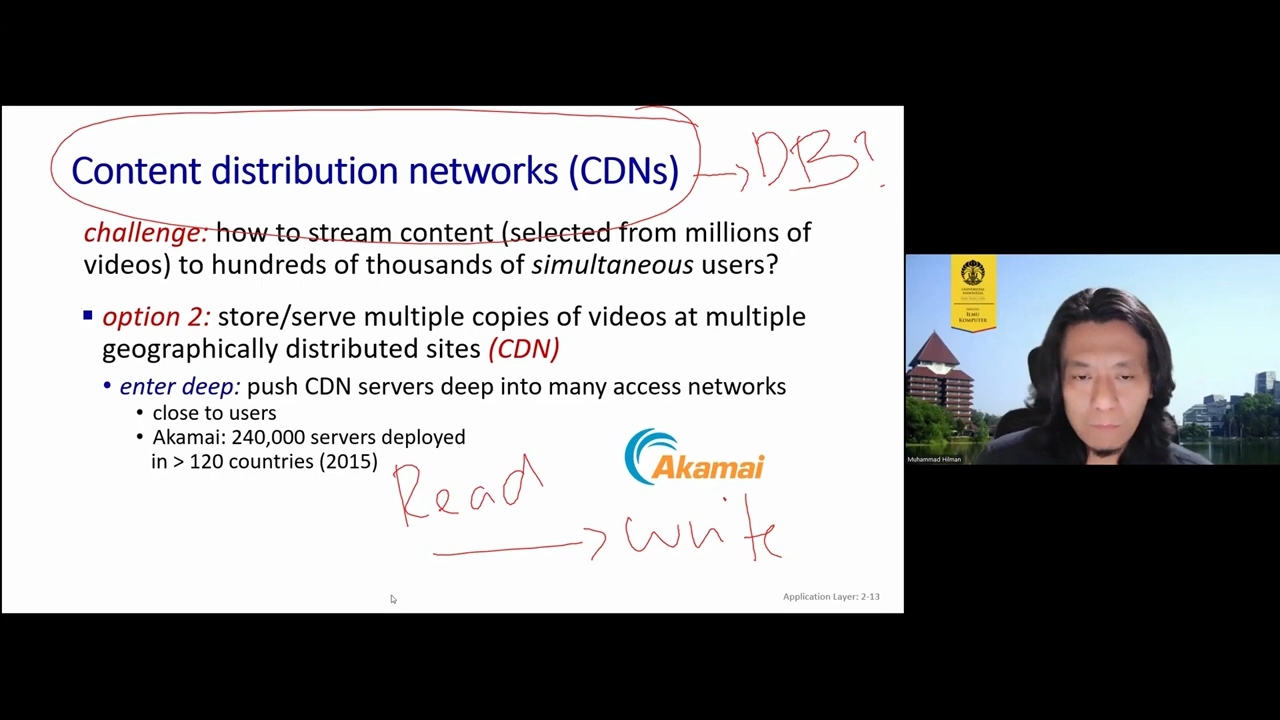 Content distribution networks (CDNs)
DB?
challenge: how to stream content (selected from millions of
videos) to hundreds of thousands of simultaneous users?
option 2: store/serve multiple copies of videos at multiple
geographically distributed sites (CDN)
enter deep: push CDN servers deep into many access networks
close to users
Akamai: 240,000 servers deployed
in > 120 countries (2015)
Akamai
Read
write
Application Layer: 2-13
ILMU
KOMPUTER
Muhammad Hilman